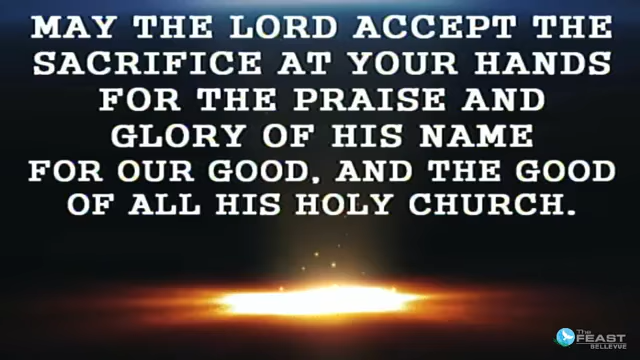 MAY THE LORD ACCEPT THE
SACRIFICE AT YOUR HANDS
FOR THE PRAISE AND
GLORY OF HIS NAME
FOR OUR GOOD, AND THE GOOD
OF ALL HIS HOLY CHURCH.
The
FEAST
BELLEVUE